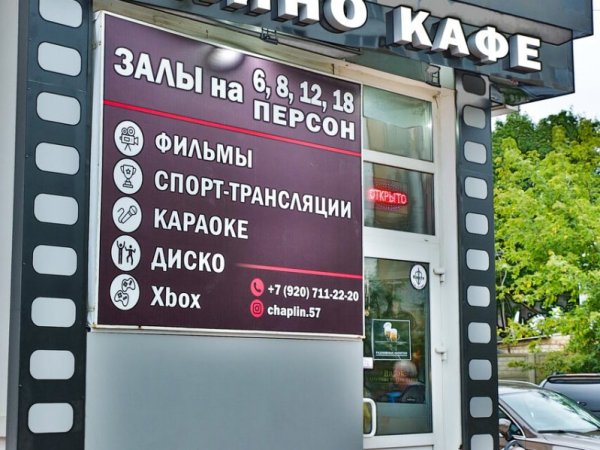 КАФЕ
ЗАЛЫ на 6, 8, 12, 18
ПЕРСОН
ФИЛЬМЫ
СПОРТ-ТРАНСЛЯЦИИ
КАРАОКЕ
ДИСКО
Xbox
+7 (920) 711-22-20
chaplin.57
ОТКРЫТО